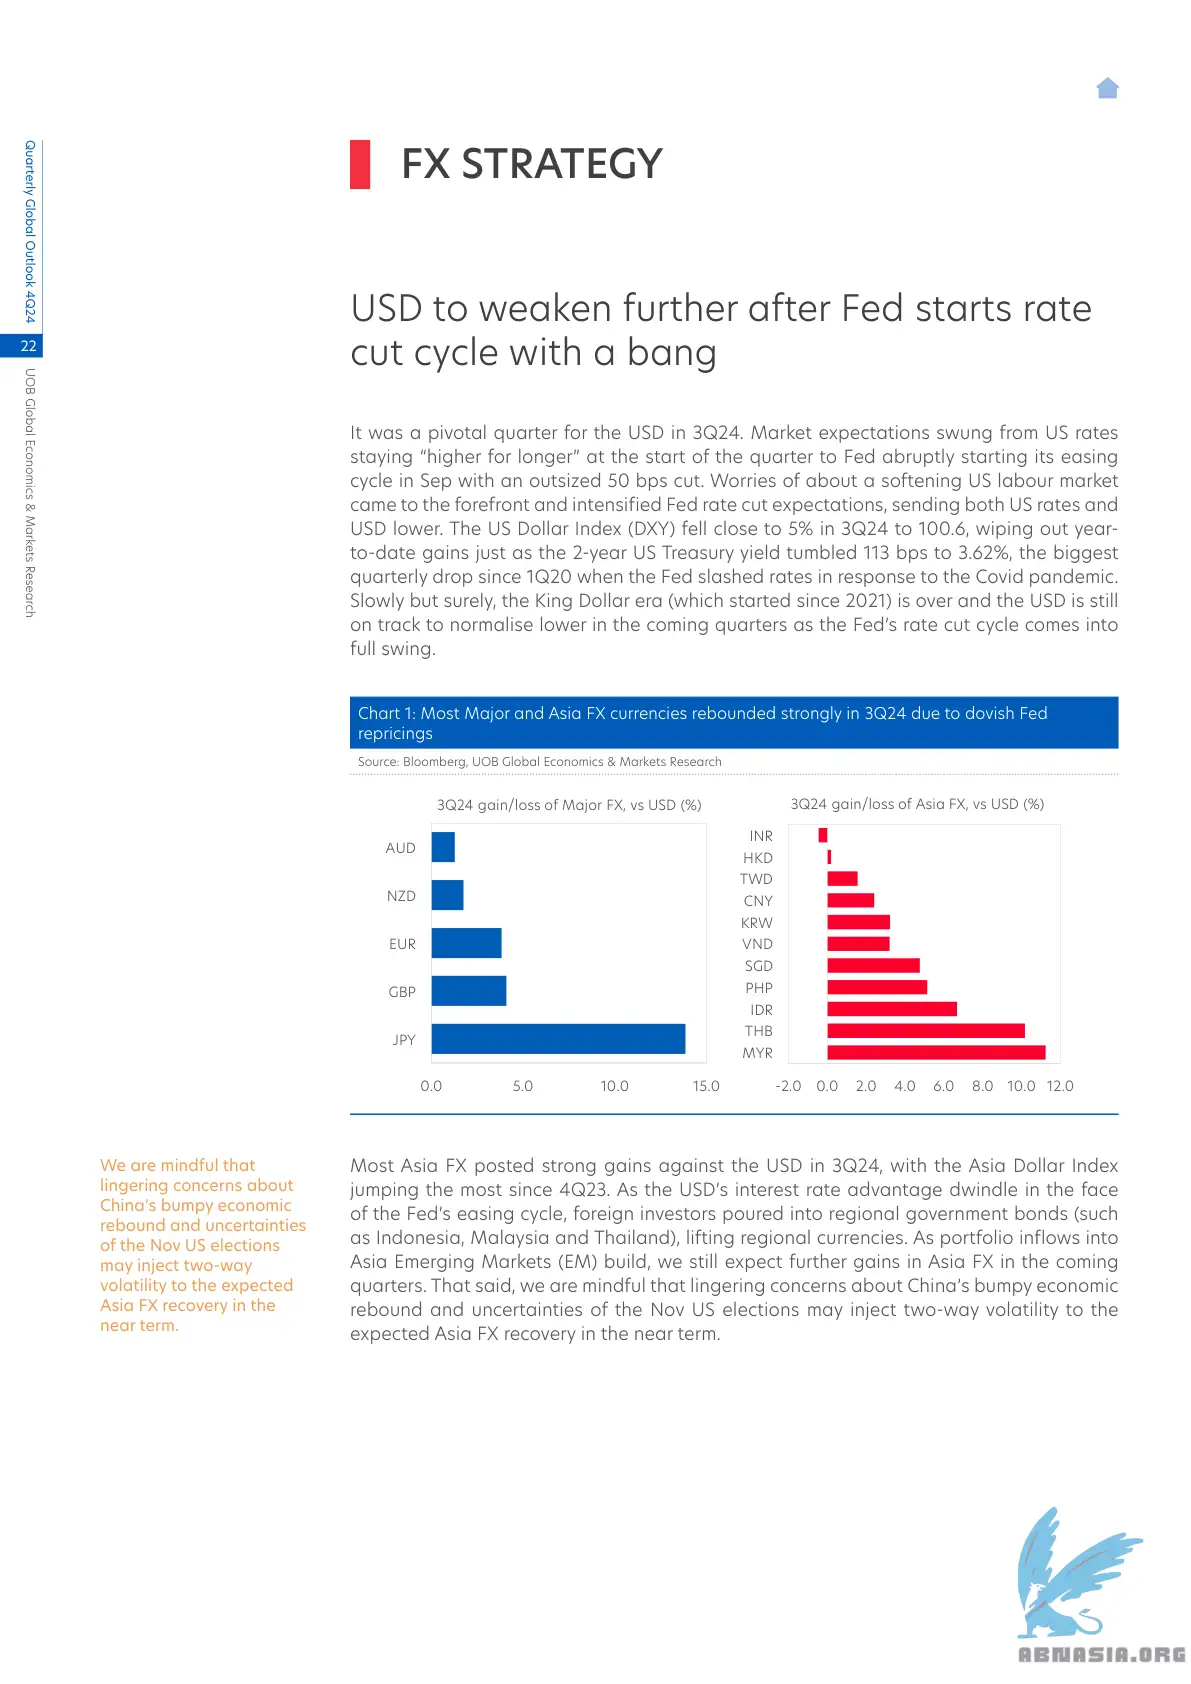 Quarterly Global Outlook 4Q24
22
UOB Global Economics & Markets Research
FX STRATEGY
USD to weaken further after Fed starts rate
cut cycle with a bang
It was a pivotal quarter for the USD in 3Q24. Market expectations swung from US rates
staying “higher for longer” at the start of the quarter to Fed abruptly starting its easing
cycle in Sep with an outsized 50 bps cut. Worries of about a softening US labour market
came to the forefront and intensified Fed rate cut expectations, sending both US rates and
USD lower. The US Dollar Index (DXY) fell close to 5% in 3Q24 to 100.6, wiping out year-
to-date gains just as the 2-year US Treasury yield tumbled 113 bps to 3.62%, the biggest
quarterly drop since 1Q20 when the Fed slashed rates in response to the Covid pandemic.
Slowly but surely, the King Dollar era (which started since 2021) is over and the USD is still
on track to normalise lower in the coming quarters as the Fed’s rate cut cycle comes into
full swing.
Chart 1: Most Major and Asia FX currencies rebounded strongly in 3Q24 due to dovish Fed
repricings
Source: Bloomberg, UOB Global Economics & Markets Research
3Q24 gain/loss of Major FX, vs USD (%)
AUD
NZD
EUR
GBP
JPY
0.0 5.0 10.0 15.0
3Q24 gain/loss of Asia FX, vs USD (%)
INR
HKD
TWD
CNY
KRW
VND
SGD
PHP
IDR
THB
MYR
-2.0 0.0 2.0 4.0 6.0 8.0 10.0 12.0
We are mindful that
lingering concerns about
China’s bumpy economic
rebound and uncertainties
of the Nov US elections
may inject two-way
volatility to the expected
Asia FX recovery in the
near term.
Most Asia FX posted strong gains against the USD in 3Q24, with the Asia Dollar Index
jumping the most since 4Q23. As the USD’s interest rate advantage dwindle in the face
of the Fed’s easing cycle, foreign investors poured into regional government bonds (such
as Indonesia, Malaysia and Thailand), lifting regional currencies. As portfolio inflows into
Asia Emerging Markets (EM) build, we still expect further gains in Asia FX in the coming
quarters. That said, we are mindful that lingering concerns about China’s bumpy economic
rebound and uncertainties of the Nov US elections may inject two-way volatility to the
expected Asia FX recovery in the near term.
ABNASIA.ORG